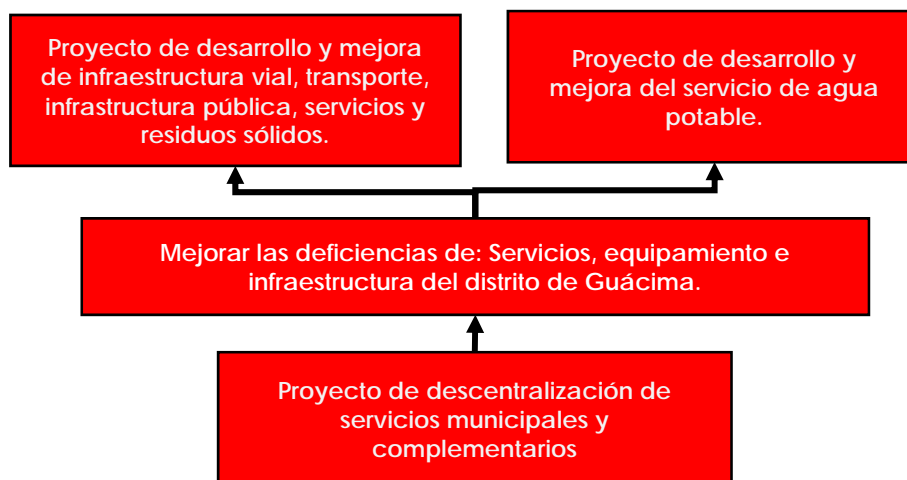 Proyecto de desarrollo y mejora
de infraestructura vial, transporte,
infrastructura pública, servicios y
residuos sólidos.
Proyecto de desarrollo y
mejora del servicio de agua
potable.
Mejorar las deficiencias de: Servicios, equipamiento e
infraestructura del distrito de Guácima.
Proyecto de descentralización de
servicios municipales y
complementarios